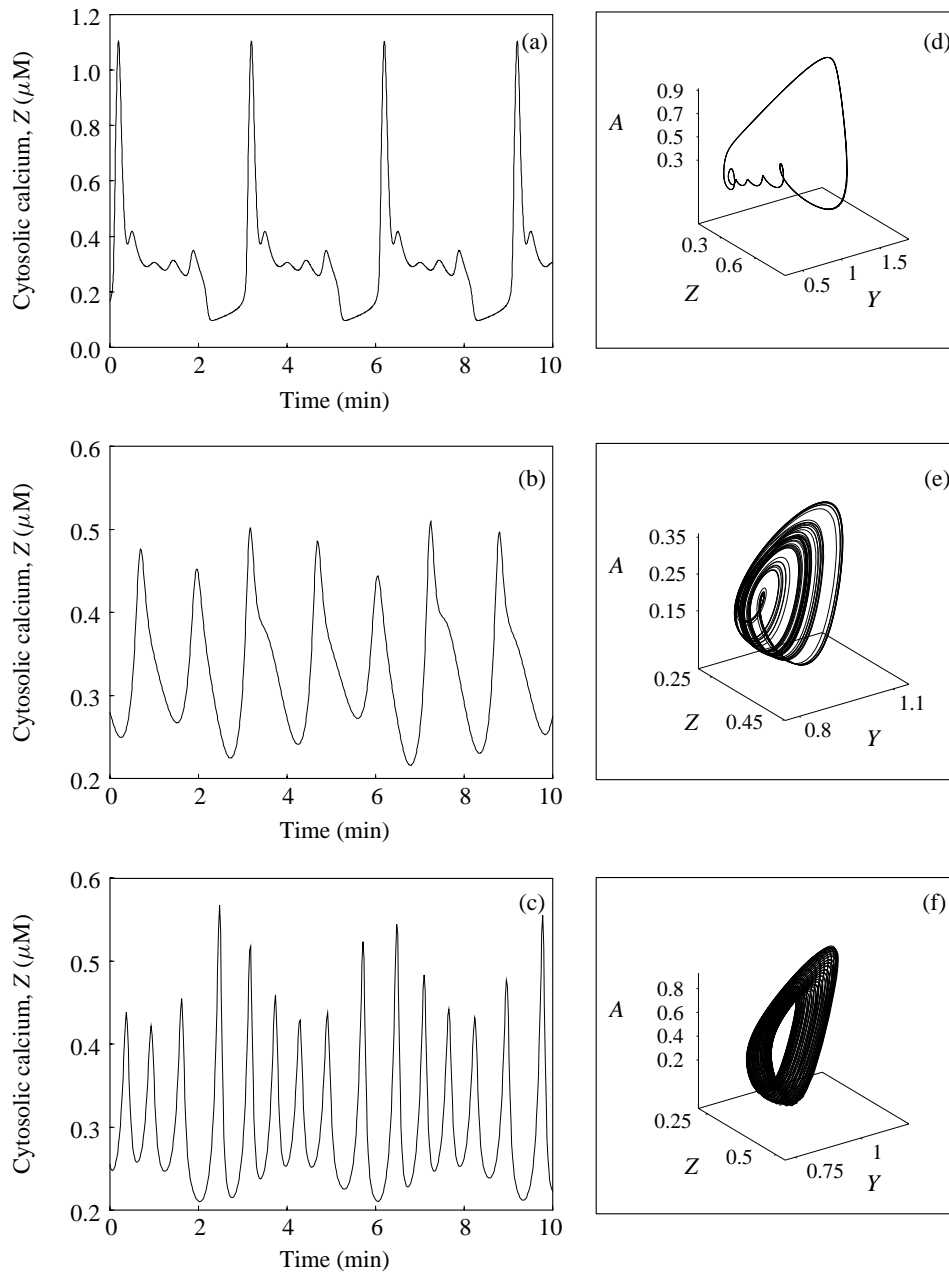 (a)
Cytosolic calcium, Z (μM)
1.2
1.0
0.8
0.6
0.4
0.2
0.0
0 2 4 6 8 10
Time (min)
(d)
A
0.9
0.7
0.5
0.3
0.3
0.6
Z
0.5
1
1.5
Y
(b)
Cytosolic calcium, Z (μM)
0.6
0.5
0.4
0.3
0.2
0 2 4 6 8 10
Time (min)
(e)
A
0.35
0.25
0.15
0.25
0.45
Z
0.8
1.1
Y
(c)
Cytosolic calcium, Z (μM)
0.6
0.5
0.4
0.3
0.2
0 2 4 6 8 10
Time (min)
(f)
A
0.8
0.6
0.4
0.2
0.25
0.5
Z
0.75
1
Y